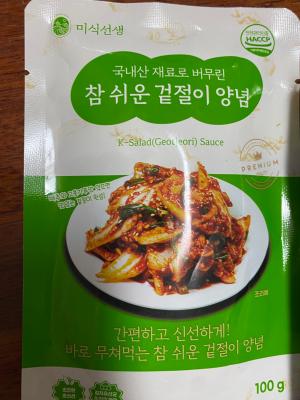 미식선생
HACCP
국내산 재료로 버무린
참 쉬운 겉절이 양념
K-Salad(Geotjeori) Sauce
PREMIUM
조리예
간편하고 신선하게!
바로 무쳐먹는 참 쉬운 겉절이 양념
100 g